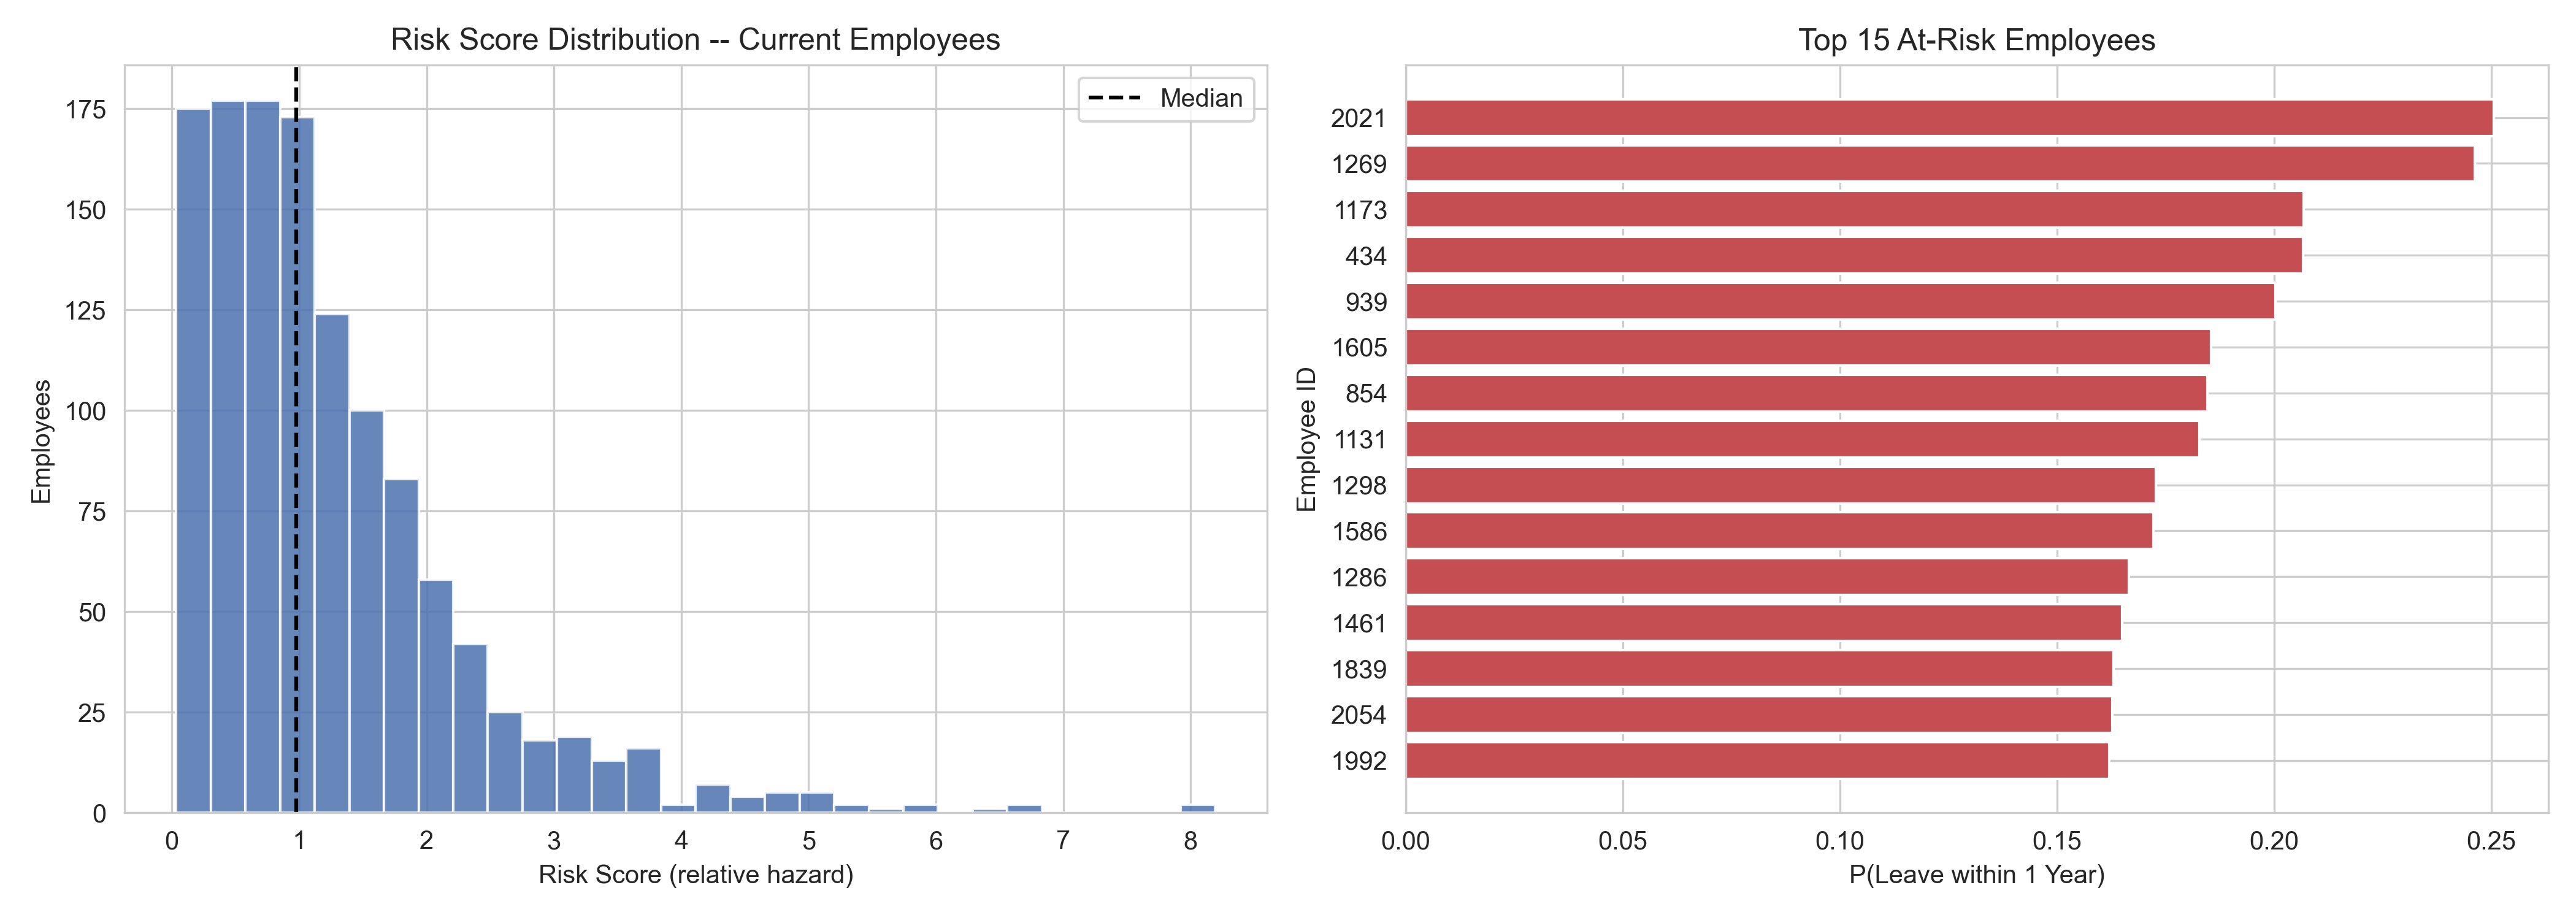 Risk Score Distribution -- Current Employees
Median
Employees
175
150
125
100
75
50
25
0
0 1 2 3 4 5 6 7 8
Risk Score (relative hazard)
Top 15 At-Risk Employees
Employee ID
2021
1269
1173
434
939
1605
854
1131
1298
1586
1286
1461
1839
2054
1992
0.00 0.05 0.10 0.15 0.20 0.25
P(Leave within 1 Year)